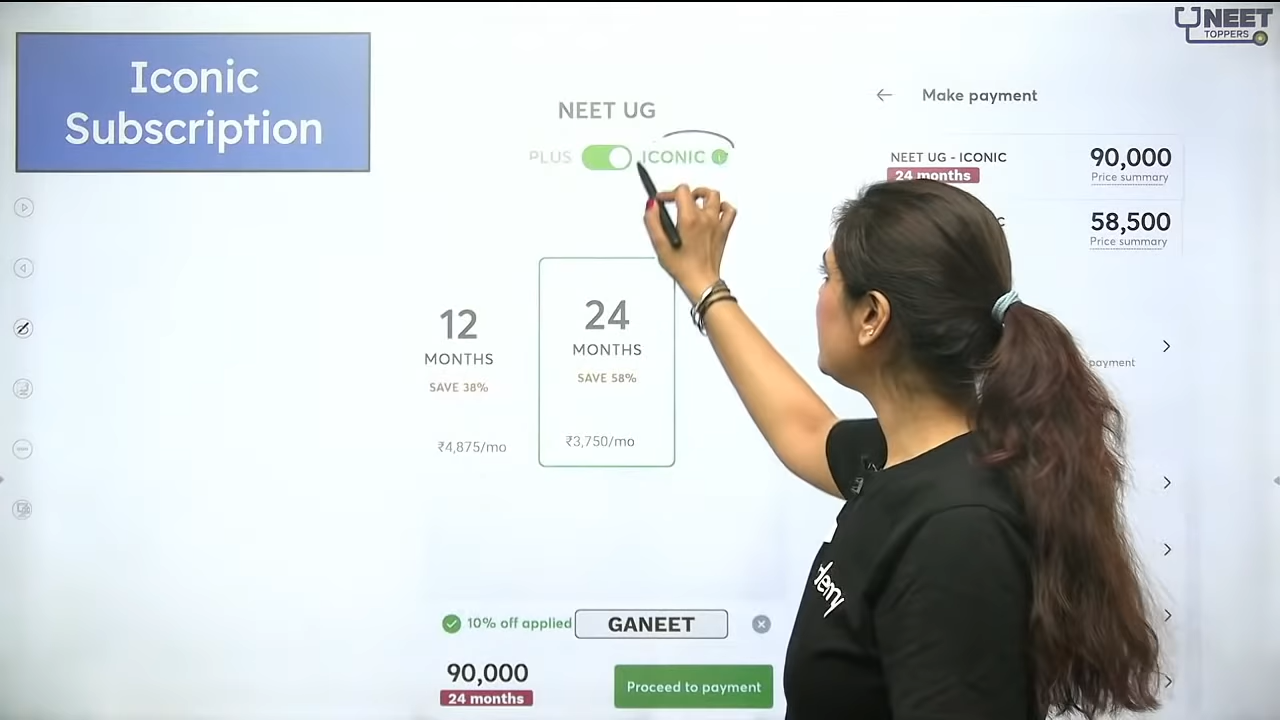 NEET
TOPPERS
Iconic
Subscription
NEET UG
PLUS ICONIC
12
MONTHS
SAVE 38%
₹4,875/mo
24
MONTHS
SAVE 58%
₹3,750/mo
10% off applied GANEET
90,000
24 months
Proceed to payment
Make payment
NEET UG - ICONIC
24 months
90,000
Price summary
58,500
Price summary
payment